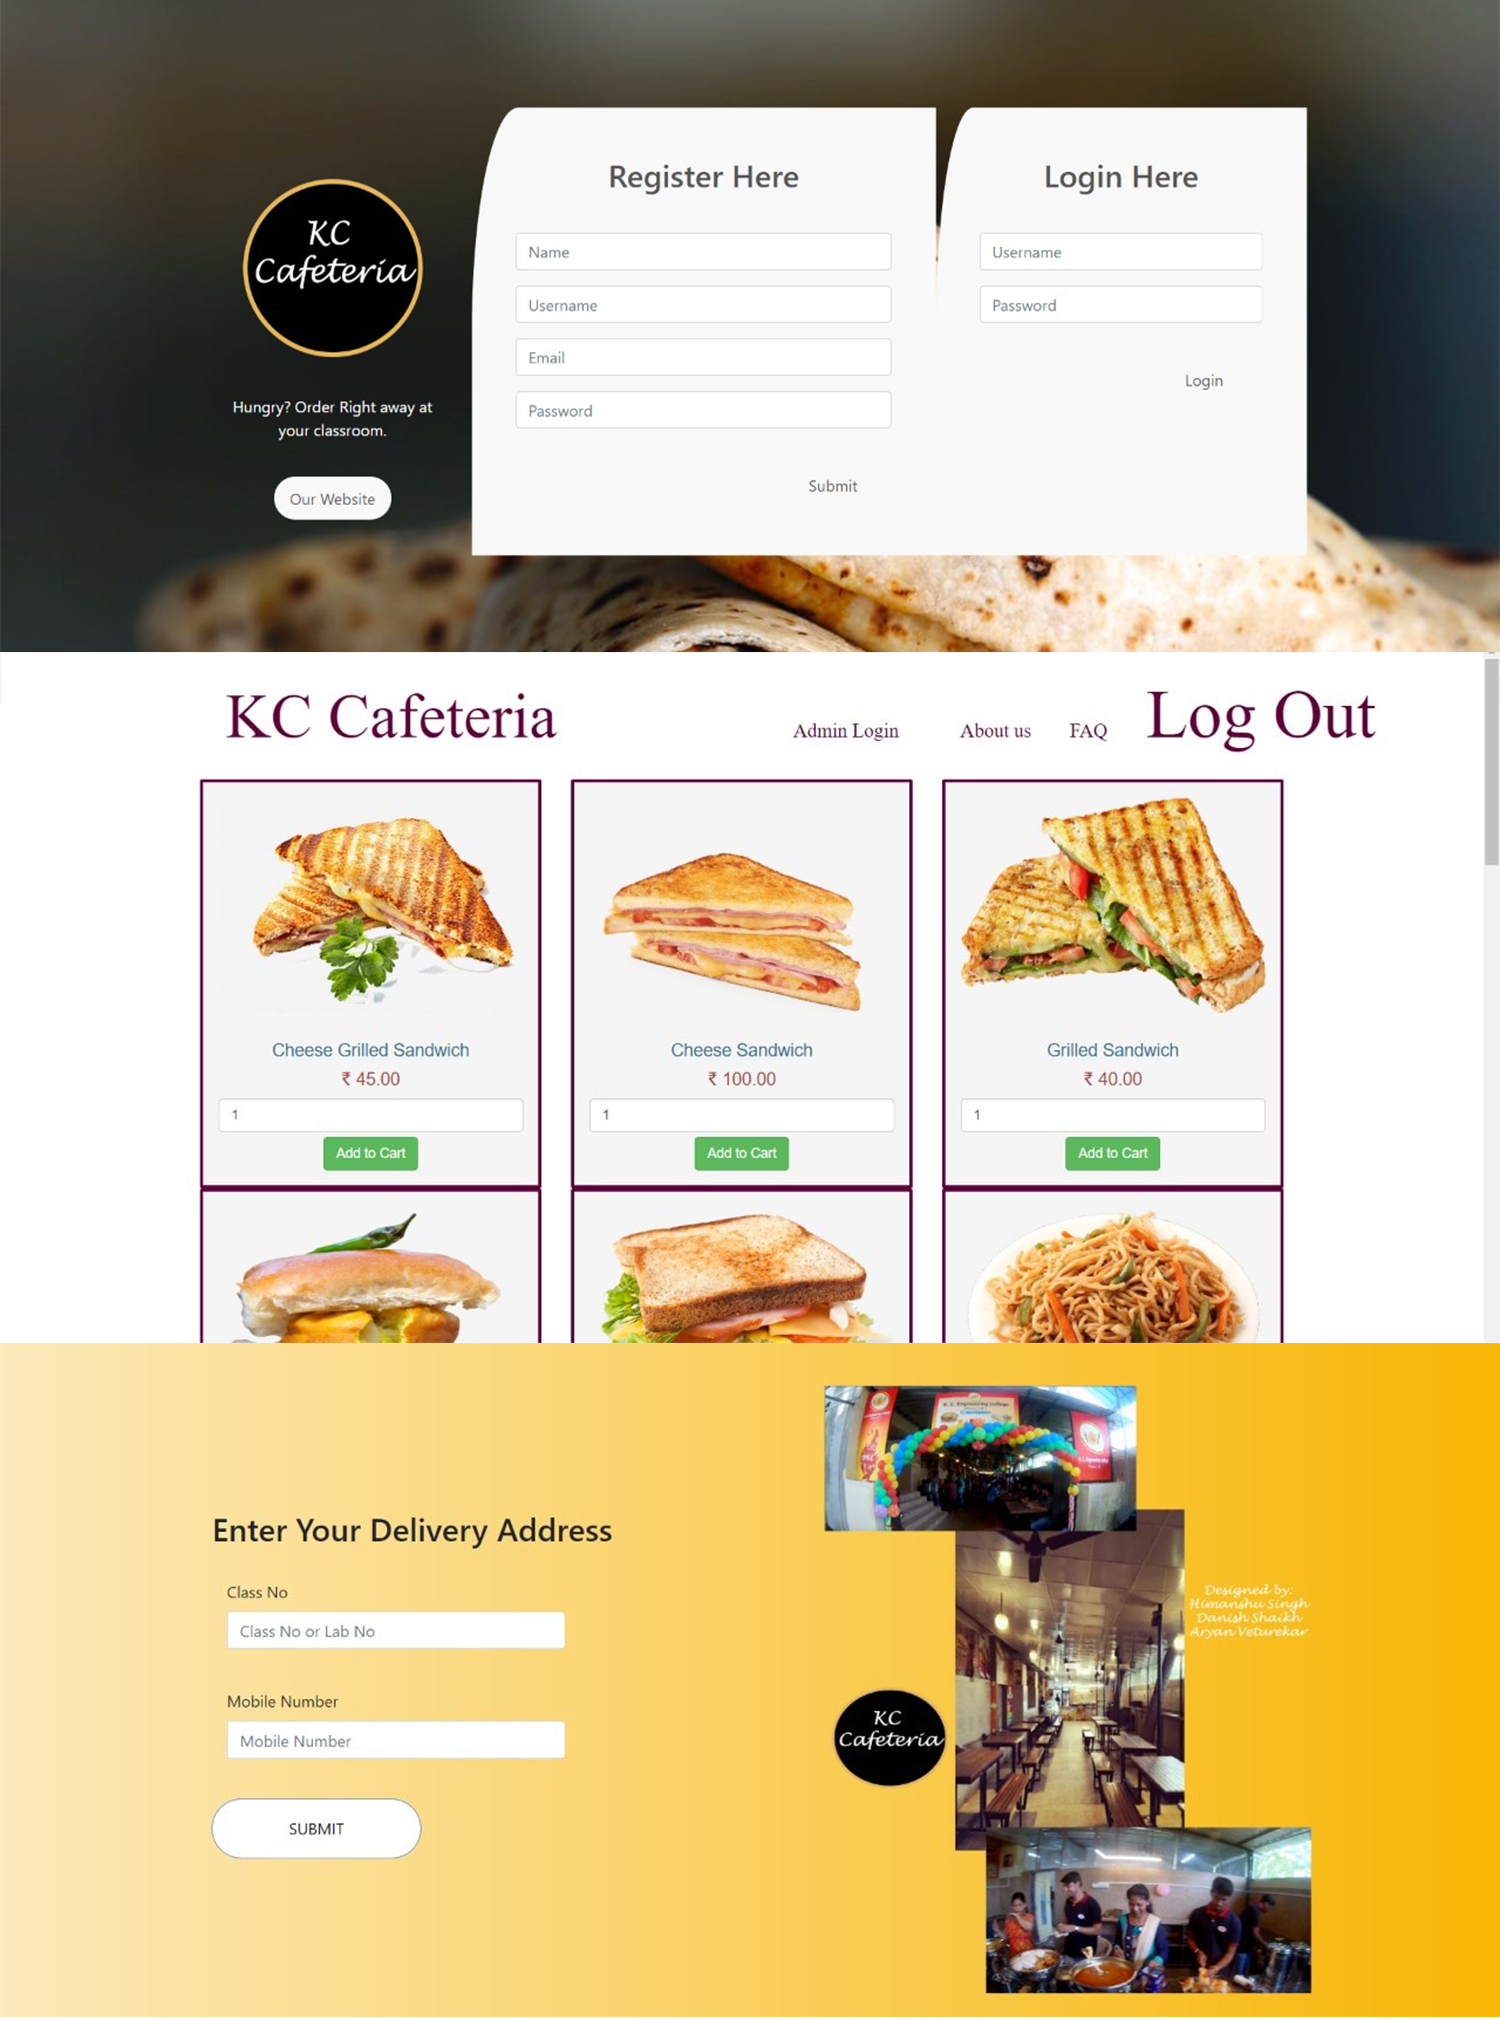 KC
Cafeteria
Hungry? Order Right away at
your classroom.
Our Website
Register Here
Name
Username
Email
Password
Submit
Login Here
Username
Password
Login
KC Cafeteria
Admin Login
About us
FAQ
Log Out
Cheese Grilled Sandwich
₹ 45.00
1
Add to Cart
Cheese Sandwich
₹ 100.00
1
Add to Cart
Grilled Sandwich
₹ 40.00
1
Add to Cart
Enter Your Delivery Address
Class No
Class No or Lab No
Mobile Number
Mobile Number
SUBMIT
K. C. Engineering College
Designed by:
Himanshu Singh
Danish Shaikh
Aryan Veturekar
KC
Cafeteria